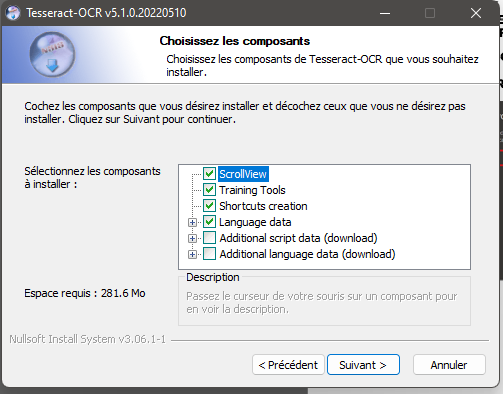 Tesseract-OCR v5.1.0.20220510
Choisissez les composants
Choisissez les composants de Tesseract-OCR que vous souhaitez
installer.
Cochez les composants que vous désirez installer et décochez ceux que vous ne désirez pas
installer. Cliquez sur Suivant pour continuer.
Sélectionnez les composants
à installer :
ScrollView
Training Tools
Shortcuts creation
Language data
Additional script data (download)
Additional language data (download)
Espace requis : 281.6 Mo
Description
Passez le curseur de votre souris sur un composant pour
en voir la description.
Nullsoft Install System v3.06.1-1
< Précédent
Suivant >
Annuler